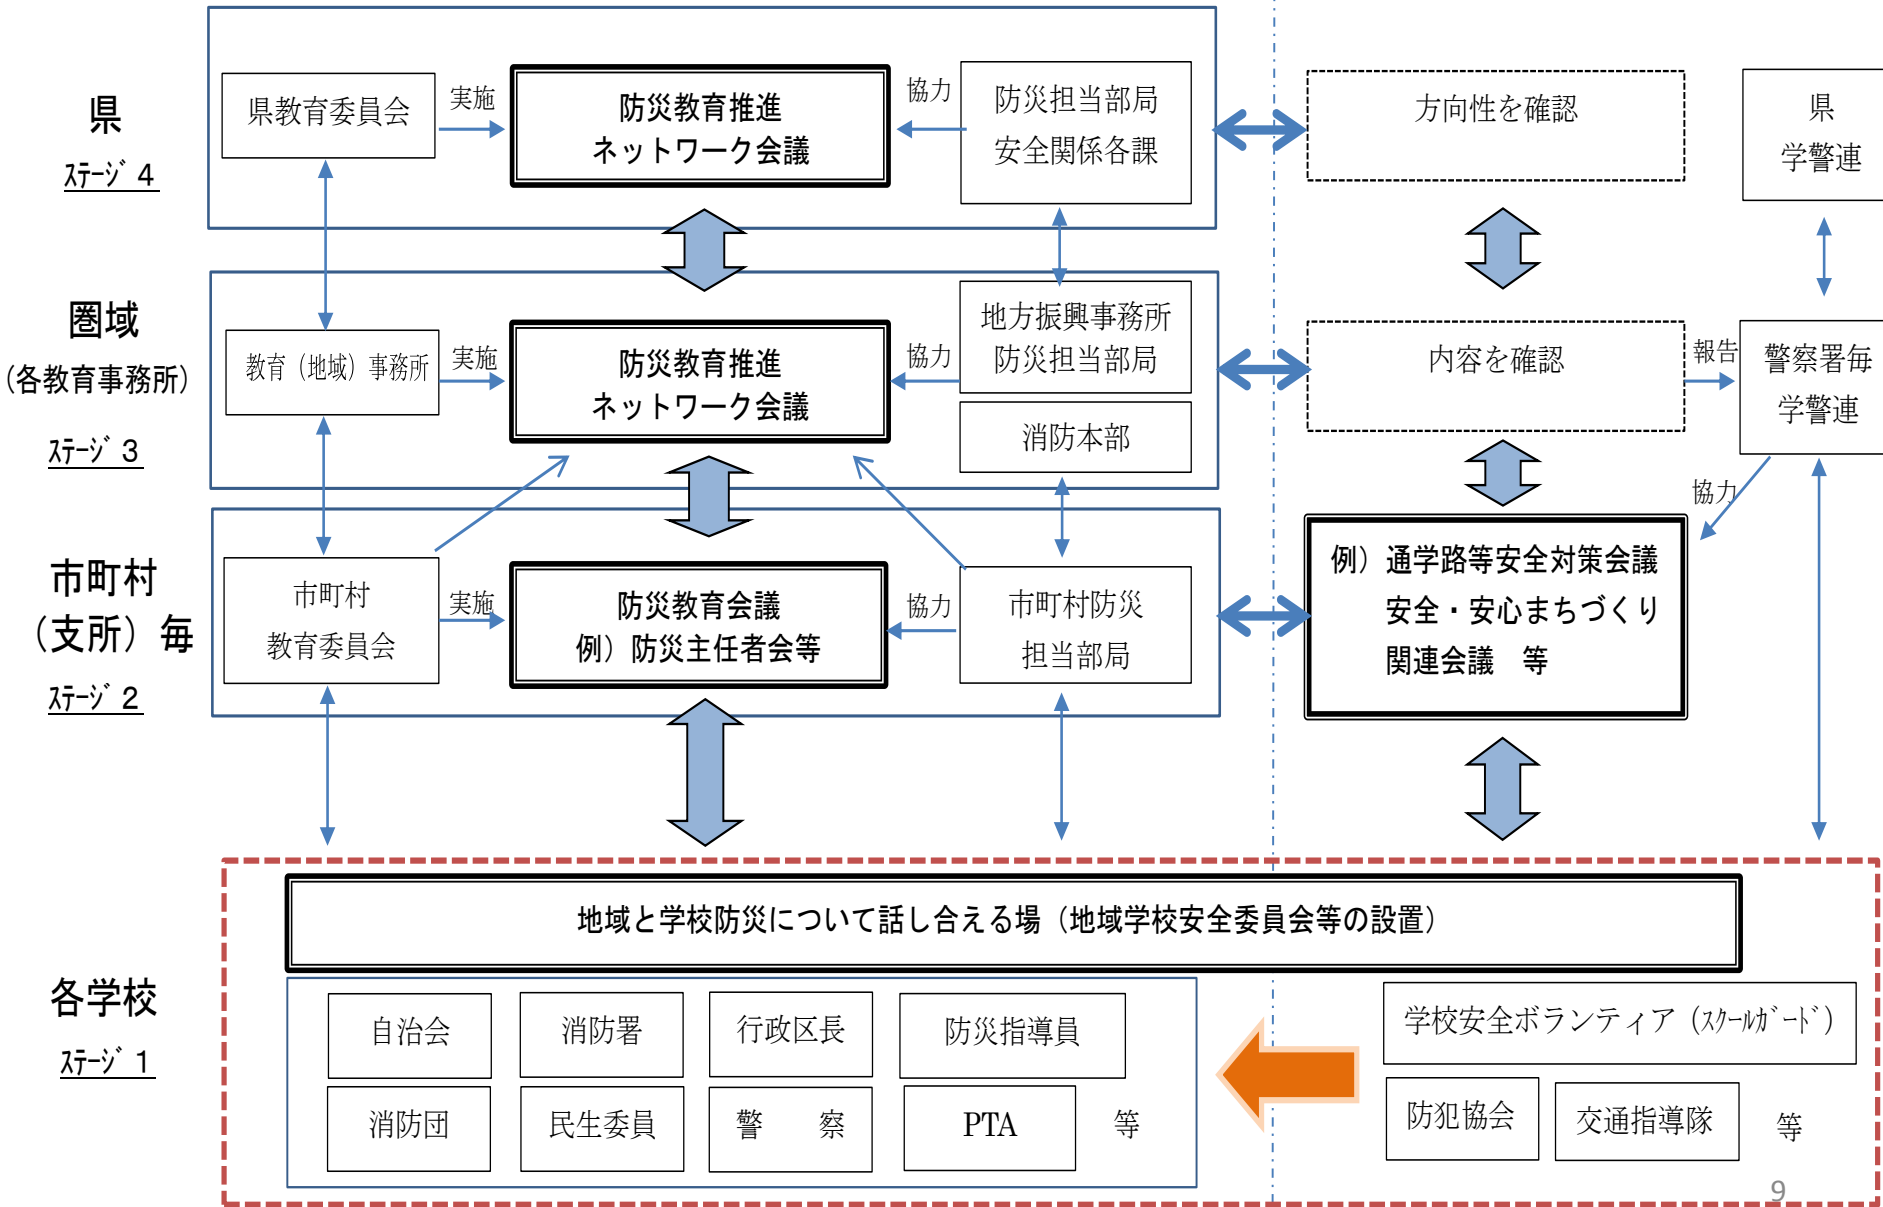 県
ｽﾃｰｼﾞ 4
県教育委員会
実施
防災教育推進
ネットワーク会議
協力
防災担当部局
安全関係各課
方向性を確認
県
学警連
圏域
（各教育事務所）
ｽﾃｰｼﾞ 3
教育（地域）事務所
実施
防災教育推進
ネットワーク会議
協力
地方振興事務所
防災担当部局
消防本部
内容を確認
報告
警察署毎
学警連
協力
市町村
（支所）毎
ｽﾃｰｼﾞ 2
市町村
教育委員会
実施
防災教育会議
例）防災主任者会等
協力
市町村防災
担当部局
例）通学路等安全対策会議
安全・安心まちづくり
関連会議　等
各学校
ｽﾃｰｼﾞ 1
地域と学校防災について話し合える場（地域学校安全委員会等の設置）
自治会
消防署
行政区長
防災指導員
消防団
民生委員
警　察
PTA
等
学校安全ボランティア（ｽｸｰﾙｶﾞｰﾄﾞ）
防犯協会
交通指導隊
等
9